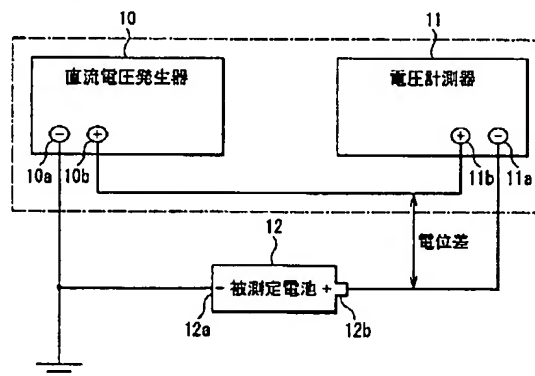 10
11
直流電圧発生器
電圧計測器
− +
+ −
10a 10b
11b 11a
12
電位差
− 被測定電池 +
12a
12b